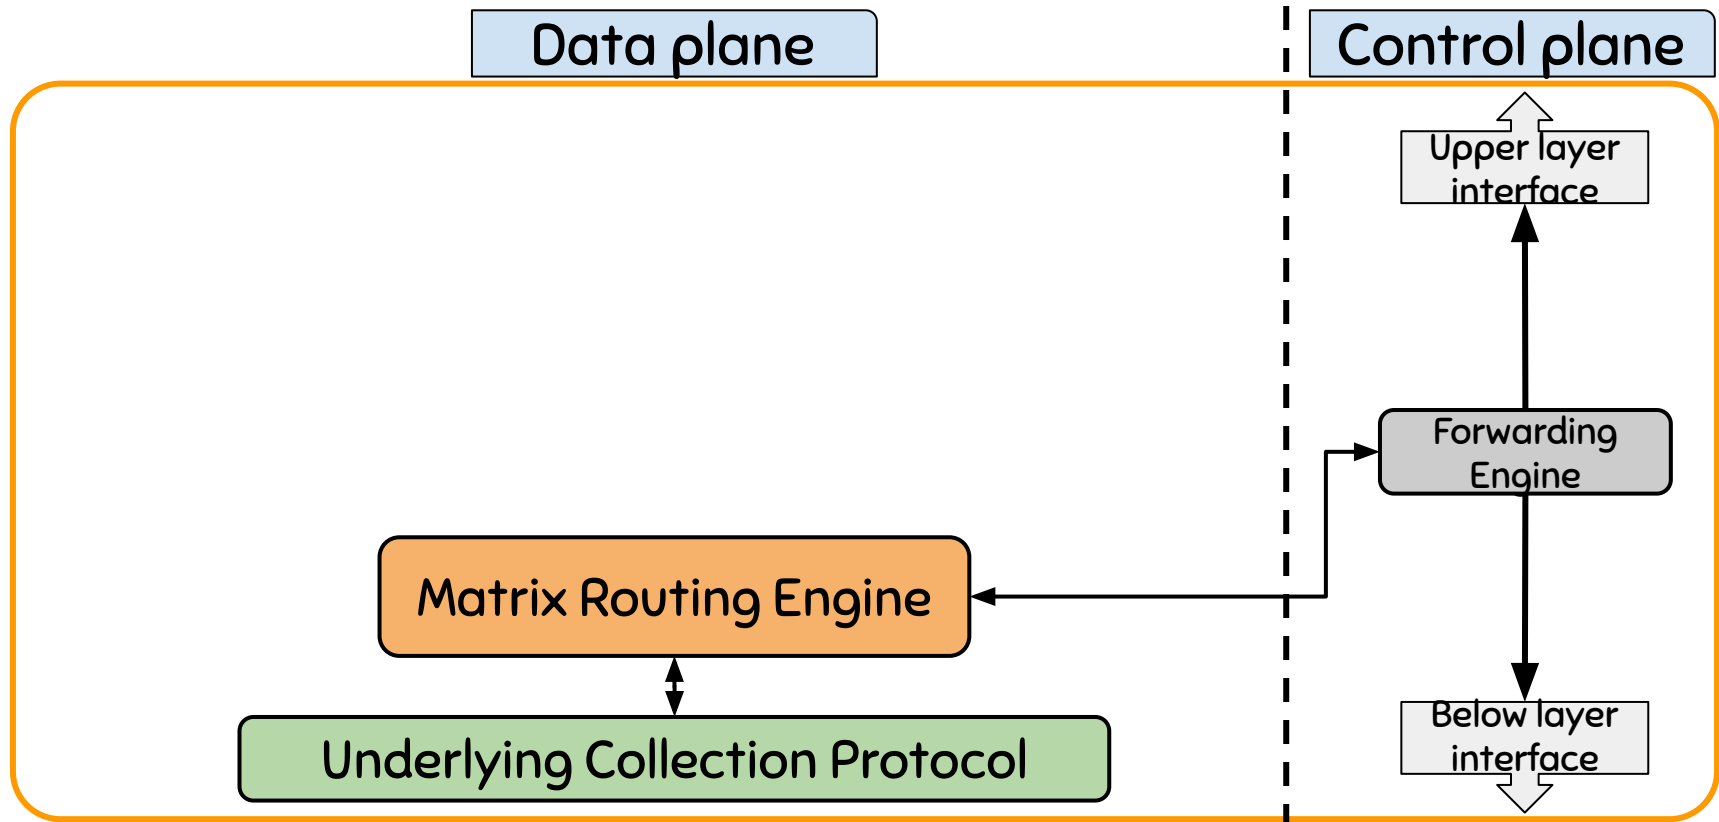 Data plane
Control plane
Upper layer
interface
Forwarding
Engine
Matrix Routing Engine
Below layer
interface
Underlying Collection Protocol